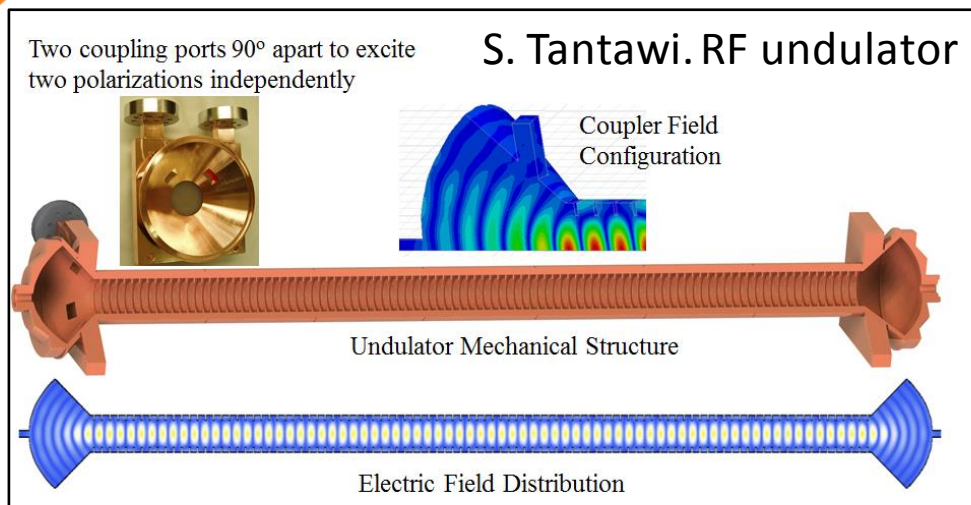 Two coupling ports 90° apart to excite
two polarizations independently
S. Tantawi. RF undulator
Coupler Field
Configuration
Undulator Mechanical Structure
Electric Field Distribution